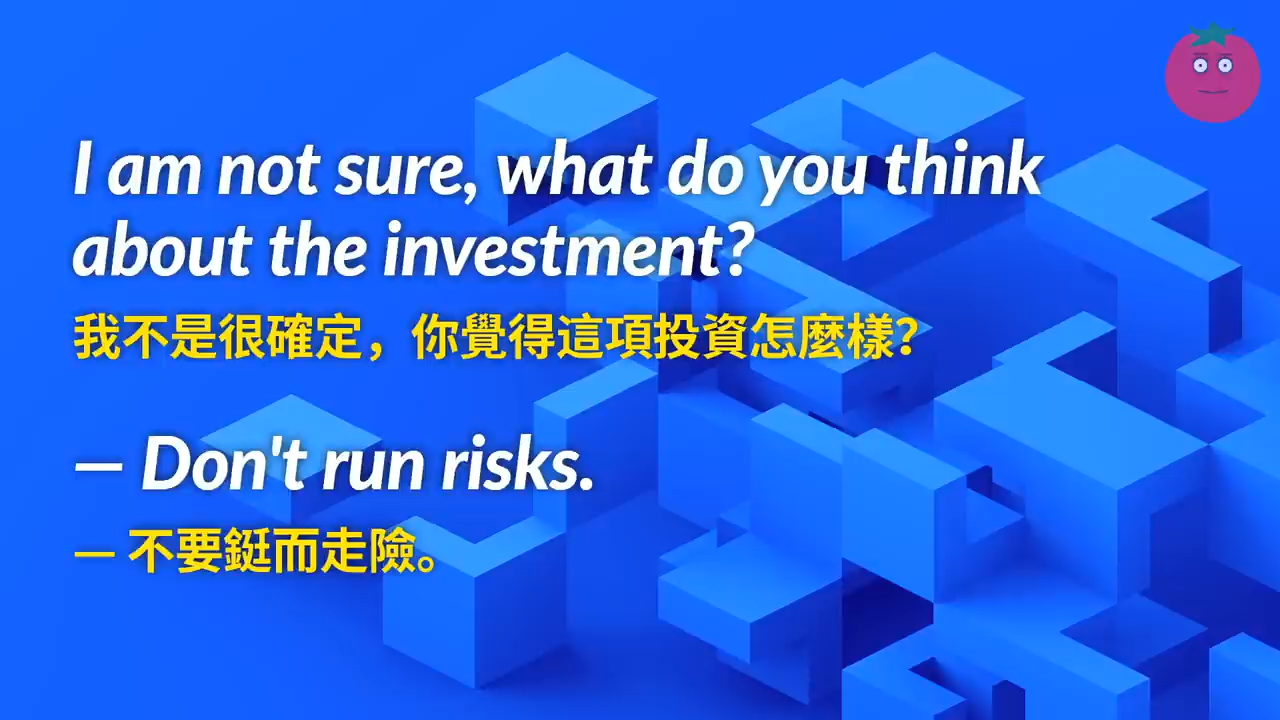 I am not sure, what do you think
about the investment?
我不是很確定，你覺得這項投資怎麼樣？
— Don't run risks.
— 不要鋌而走險。